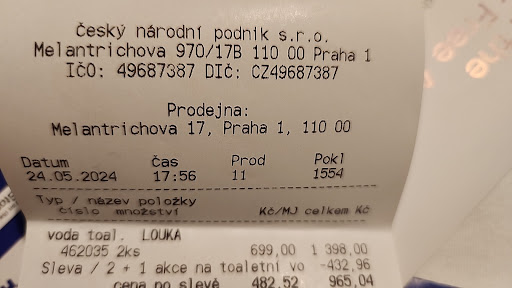 Český národní podnik s.r.o.
Melantrichova 970/17B 110 00 Praha 1
IČO: 49687387 DIČ: CZ49687387
Prodejna:
Melantrichova 17, Praha 1, 110 00
Datum Čas Prod Pokl
24.05.2024 17:56 11 1554
Typ / název položky
číslo množství Kč/MJ celkem Kč
voda toal. LOUKA
462035 2ks 699,00 1 398,00
Sleva / 2 + 1 akce na toaletní vo -432,96
cena po slevě 482,52 965,04